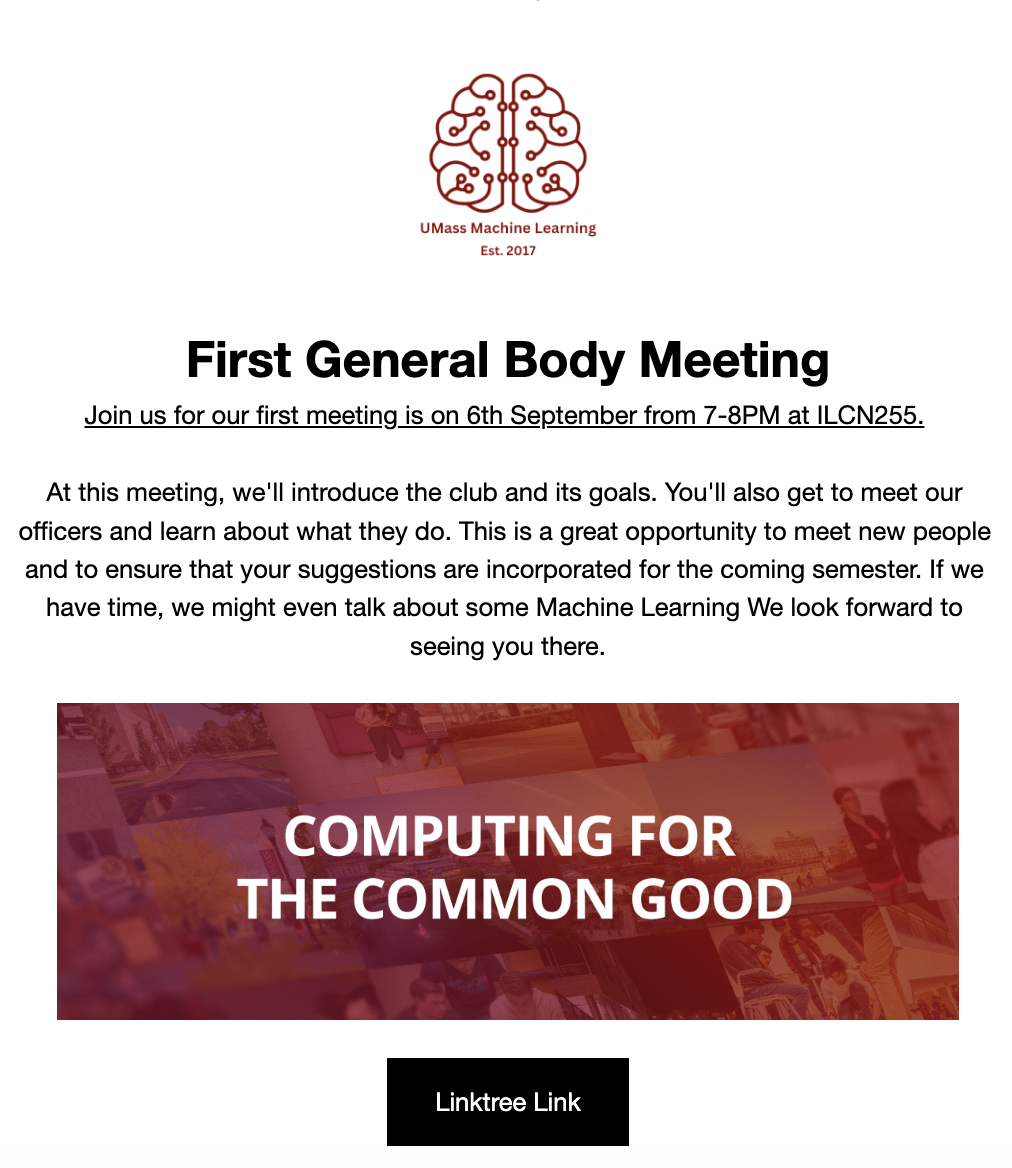 UMass Machine Learning
Est. 2017
First General Body Meeting
Join us for our first meeting is on 6th September from 7-8PM at ILCN255.
At this meeting, we'll introduce the club and its goals. You'll also get to meet our
officers and learn about what they do. This is a great opportunity to meet new people
and to ensure that your suggestions are incorporated for the coming semester. If we
have time, we might even talk about some Machine Learning We look forward to
seeing you there.
COMPUTING FOR
THE COMMON GOOD
Linktree Link